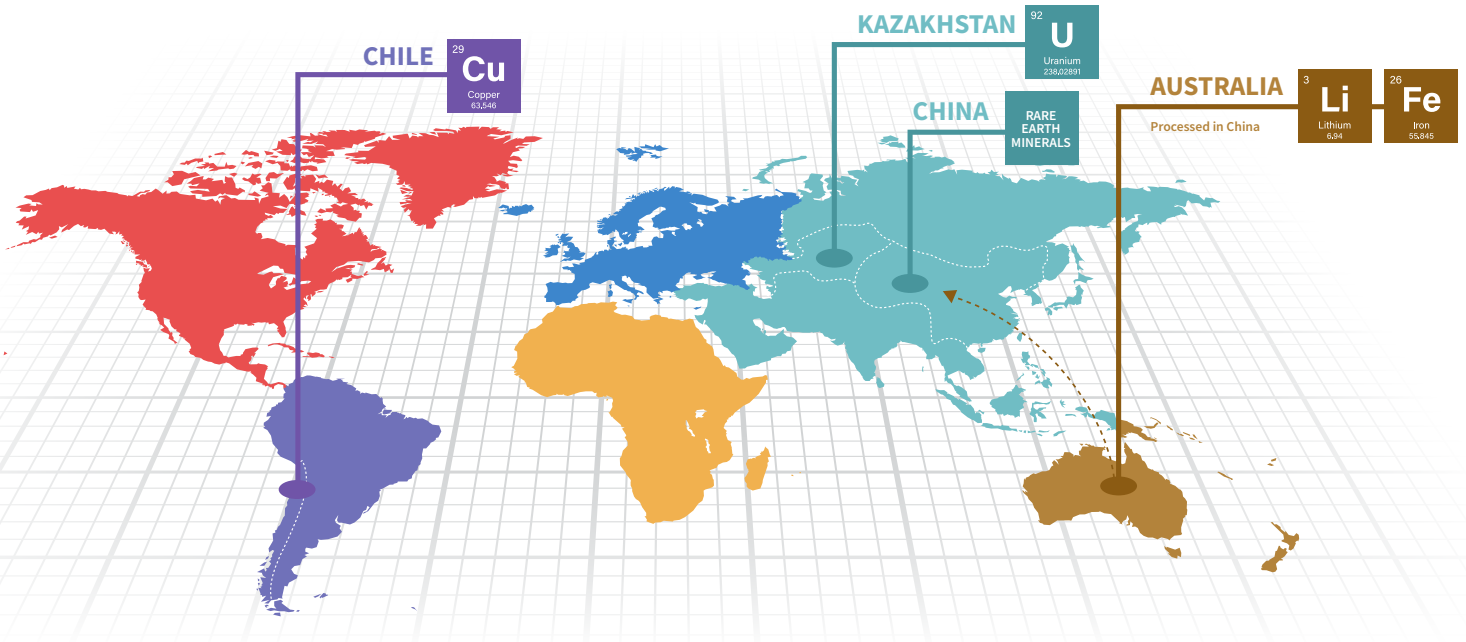 KAZAKHSTAN
92
U
Uranium
238,02891
CHILE
29
Cu
Copper
63,546
CHINA
RARE
EARTH
MINERALS
AUSTRALIA
Processed in China
3
Li
Lithium
6,94
26
Fe
Iron
55,845